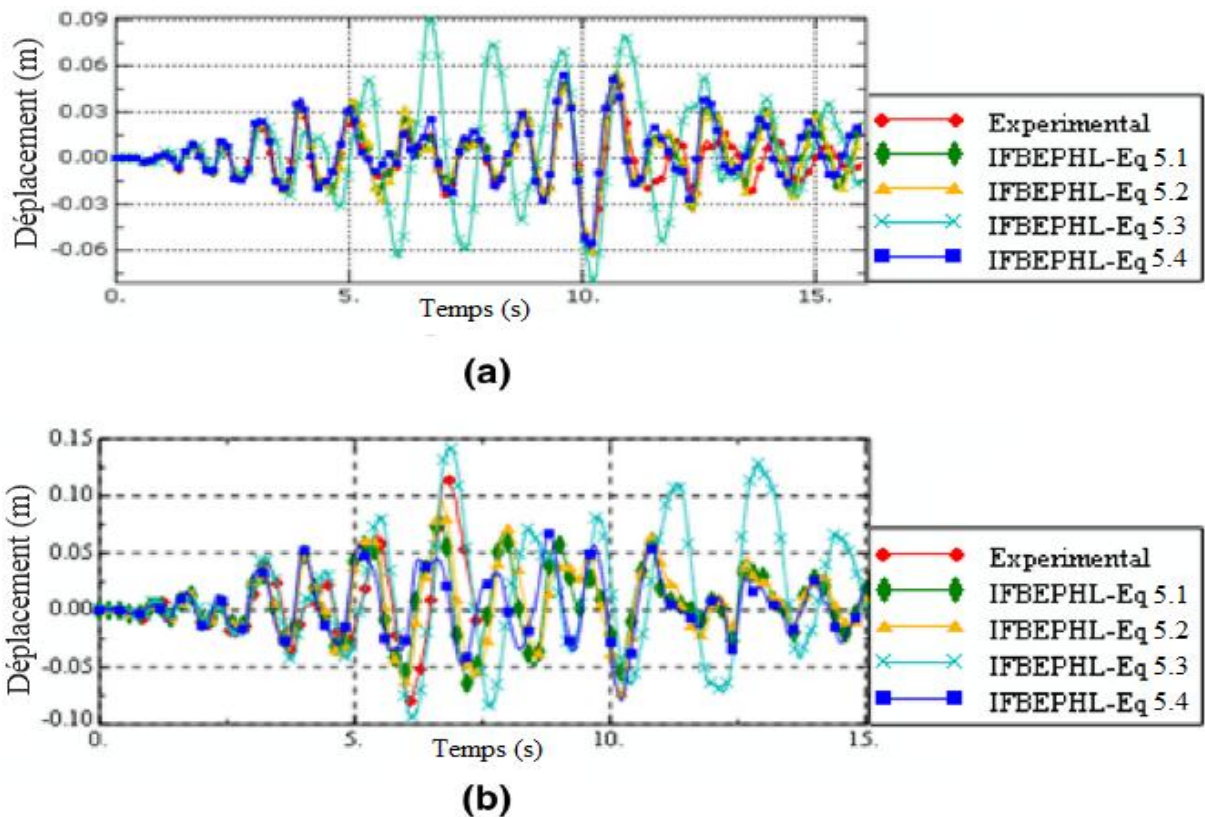 Déplacement (m)
0.09
0.06
0.03
0.00
-0.03
-0.06
0.
5.
10.
15.
Temps (s)
Experimental
IFBEPHL-Eq 5.1
IFBEPHL-Eq 5.2
IFBEPHL-Eq 5.3
IFBEPHL-Eq 5.4
(a)
Déplacement (m)
0.15
0.10
0.05
0.00
-0.05
-0.10
0.
5.
10.
15.
Temps (s)
Experimental
IFBEPHL-Eq 5.1
IFBEPHL-Eq 5.2
IFBEPHL-Eq 5.3
IFBEPHL-Eq 5.4
(b)